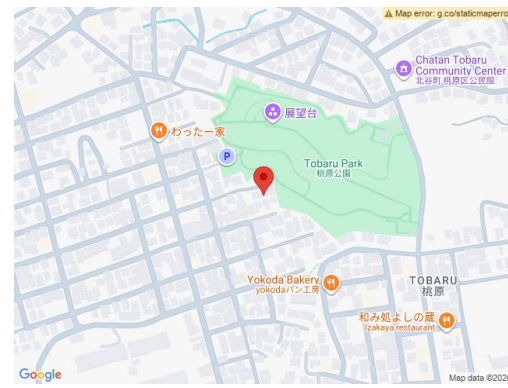 Map error: g.co/staticmaperro
Chatan Tobaru
Community Center
北谷町 桃原区公民館
展望台
わったー家
P
Tobaru Park
桃原公園
Yokoda Bakery
yokodaパン工房
TOBARU
桃原
和み処よしの蔵
Izakaya restaurant
Google
Map data ©2026